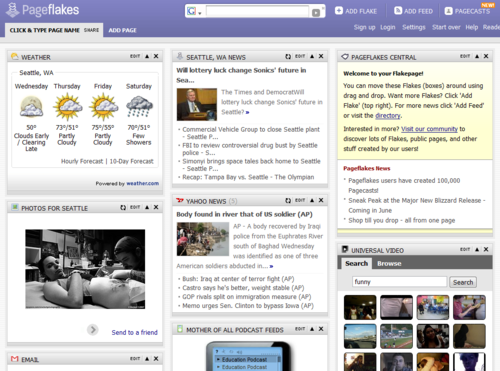 Pageflakes
G
ADD FLAKE
ADD FEED
PAGECASTS
NEW!
Sign up Login Settings Start over Help
CLICK & TYPE PAGE NAME SHARE ADD PAGE
WEATHER EDIT
Seattle, WA
Wednesday Thursday Friday Saturday
50° 73°/51° 75°/55° 70°/51°
Clouds Early / Clearing Late
Partly Cloudy
Partly Cloudy
Few Showers
Hourly Forecast | 10-Day Forecast
Powered by weather.com
PHOTOS FOR SEATTLE EDIT
Send to a friend
EMAIL EDIT
SEATTLE, WA NEWS EDIT
Will lottery luck change Sonics' future in
Sea...
The Times and DemocratWill
lottery luck change Sonics' future in
Seattle? »
Commercial Vehicle Group to close Seattle plant
- Seattle P...
FBI to review controversial drug bust by Seattle
police - S...
Simonyi brings space tales back home to Seattle
- Seattle P...
Recap: Tampa Bay vs. Seattle - The Olympian
YAHOO NEWS (5) EDIT
Body found in river that of US soldier (AP)
AP - A body recovered by Iraqi
police from the Euphrates River
south of Baghdad Wednesday
was identified as one of three
American soldiers abducted in... »
Bush: Iraq at center of terror fight (AP)
Castro says he's better, weight stable (AP)
GOP rivals split on immigration measure (AP)
Memo urges Sen. Clinton to bypass Iowa (AP)
MOTHER OF ALL PODCAST FEEDS EDIT
Education Podcast
Education Podcast
PAGEFLAKES CENTRAL EDIT
Welcome to your Flakepage!
You can move these Flakes (boxes) around using
drag and drop. Want more Flakes? Click 'Add
Flake' (top right). For more news click 'Add Feed'
or visit the directory.
Interested in more? Visit our community to
discover lots of Flakes, public pages, and other
stuff created by our users!
Pageflakes News
Pageflakes users have created 100,000
Pagecasts!
Sneak Peak at the Major New Blizzard Release -
Coming in June
Shop till you drop - all from one page
UNIVERSAL VIDEO EDIT
Search Browse
funny Search